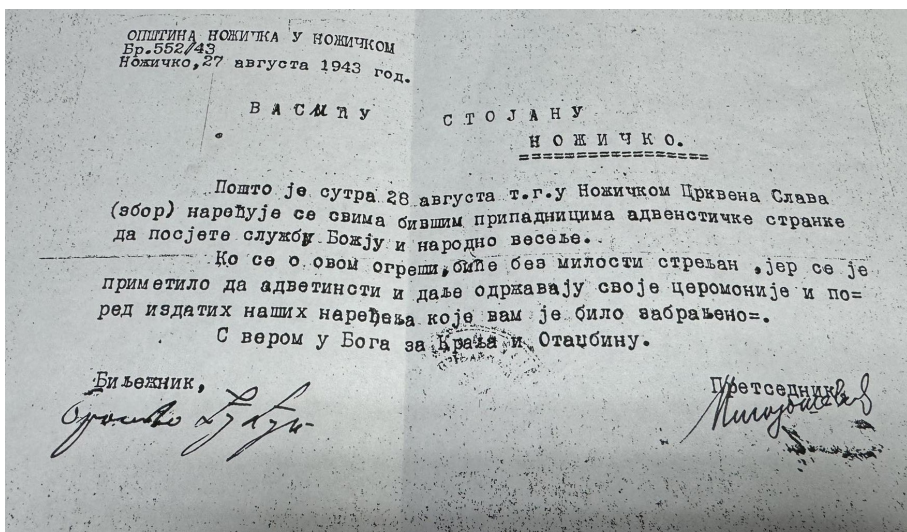 ОПШТИНА НОЖИЧКА У НОЖИЧКОМ
Бр.552/43
Ножичко,27 августа 1943 год.
ВАСИЋУ СТОЈАНУ
НОЖИЧКО.
Пошто је сутра 28 августа т.г.у Ножичком Црквена Слава
(збор) наређује се свима бившим припадницима адвенстичке странке
да посјете службу Божју и народно весеље.
Ко се о овом огреши,биће без милости стрељан ,јер се је
приметило да адветинсти и даље одржавају своје церомоније и по=
ред издатих наших наређења које вам је било забрањено=.
С вером у Бога за Краља и Отаџбину.
Биљежник,
Претседник